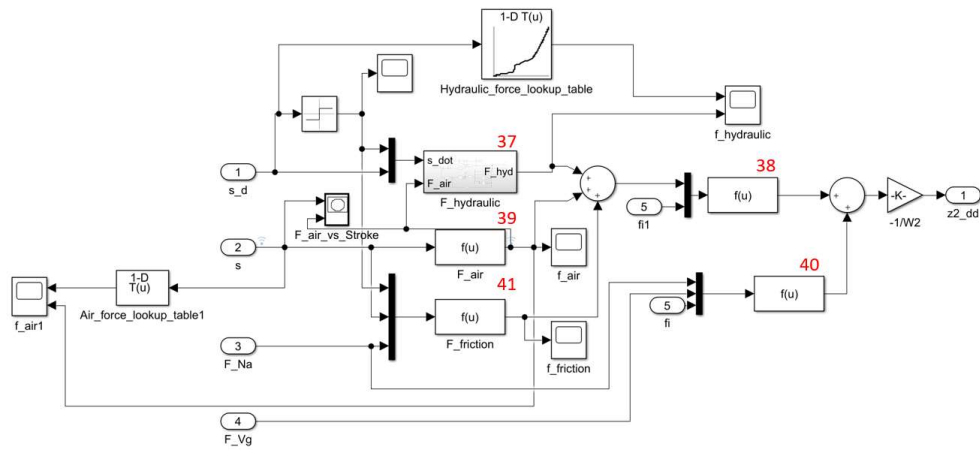 1-D T(u)
Hydraulic_force_lookup_table
f_hydraulic
37
s_dot
F_hyd
F_air
F_hydraulic
1
s_d
38
f(u)
5
fi1
-K-
-1/W2
1
z2_dd
F_air_vs_Stroke
39
f(u)
F_air
2
s
f_air
1-D
T(u)
Air_force_lookup_table1
f_air1
41
f(u)
F_friction
40
f(u)
5
fi
f_friction
3
F_Na
4
F_Vg